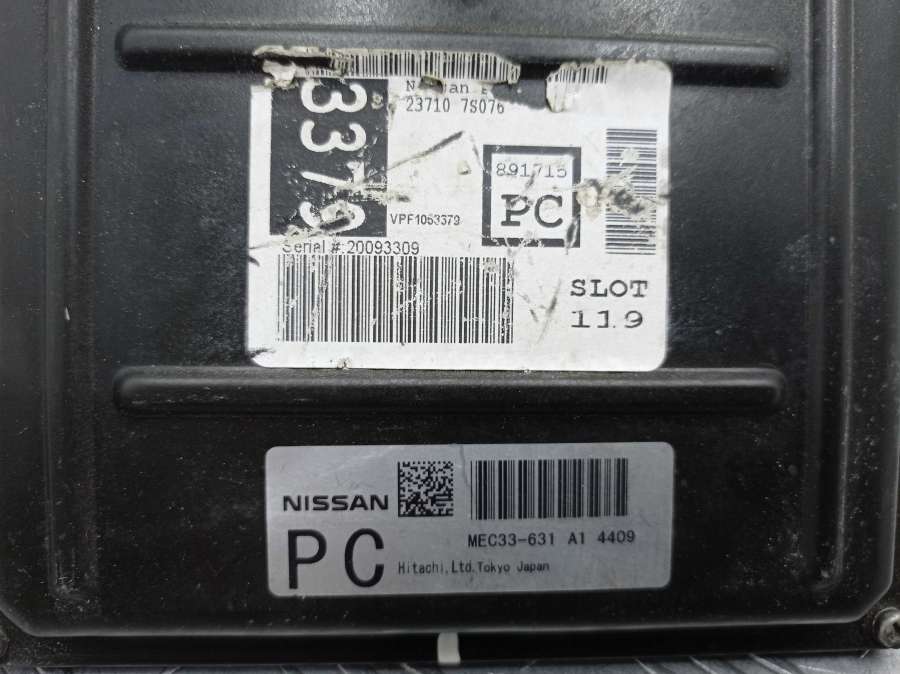 3379
23710 7S076
891715
PC
VPF1053379
Serial #:20093309
SLOT
119
NISSAN
PC
MEC33-631 A1 4409
Hitachi,Ltd.Tokyo Japan